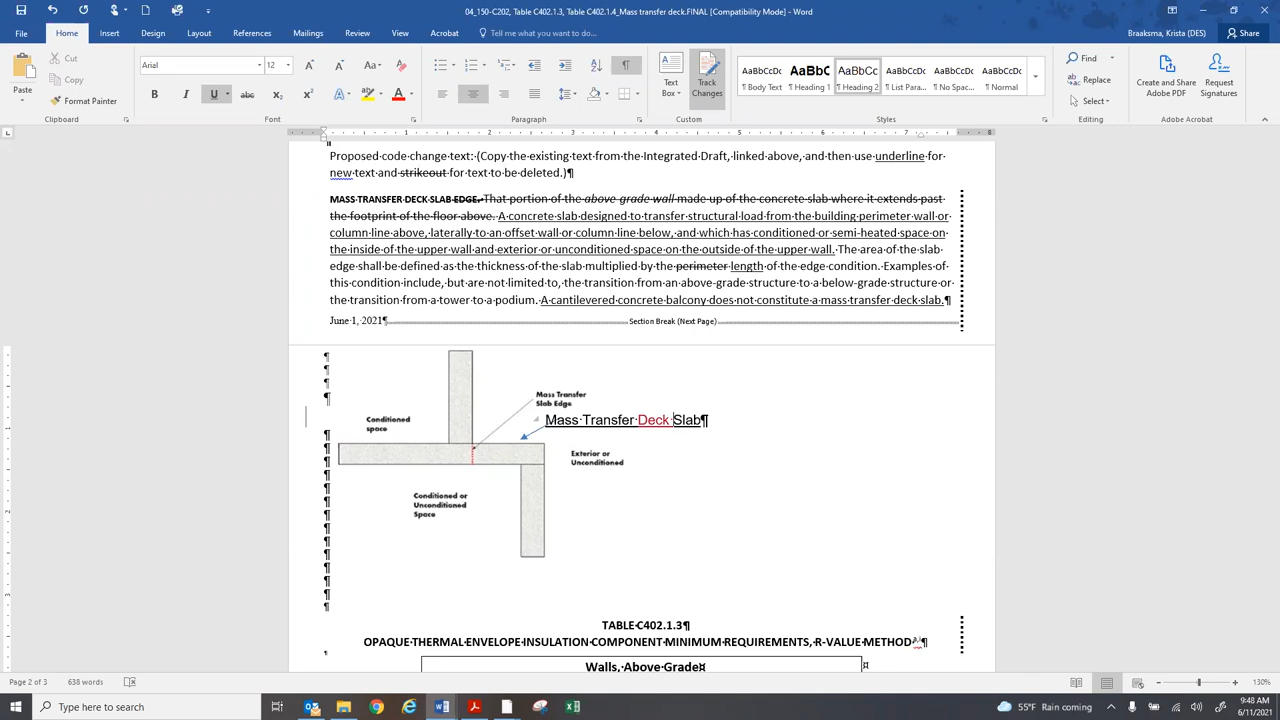 04_150-C202, Table C402.1.3, Table C402.1.4_Mass transfer dec.FINAL [Compatibility Mode] – Word
Braaksma, Krista (DES)
File Home Insert Design Layout References Mailings Review View Acrobat Tell me what you want to do... Share
Paste
Cut
Copy
Format Painter
Clipboard
Arial 12
Font
Paragraph
Text Box
Track Changes
Custom
AaBbCcDc AaBbC AaBbCc AaBbCcDc AaBbCcDc AaBbCcDc
¶ Body Text ¶ Heading 1 ¶ Heading 2 ¶ List Para... ¶ No Spac... ¶ Normal
Styles
Find
Replace
Select
Editing
Create and Share Adobe PDF
Request Signatures
Adobe Acrobat
1 2 3 4 5 6 7 8
Proposed code change text: (Copy the existing text from the Integrated Draft, linked above, and then use underline for
new text and strikeout for text to be deleted.)¶
MASS TRANSFER DECK SLAB EDGE. That portion of the above grade wall made up of the concrete slab where it extends past
the footprint of the floor above. A concrete slab designed to transfer structural load from the building perimeter wall or
column line above, laterally to an offset wall or column line below, and which has conditioned or semi-heated space on
the inside of the upper wall and exterior or unconditioned space on the outside of the upper wall. The area of the slab
edge shall be defined as the thickness of the slab multiplied by the perimeter length of the edge condition. Examples of
this condition include, but are not limited to, the transition from an above-grade structure to a below-grade structure or
the transition from a tower to a podium. A cantilevered concrete balcony does not constitute a mass transfer deck slab.¶
June 1, 2021¶ Section Break (Next Page)
Mass Transfer
Slab Edge
Conditioned
space
Mass Transfer Deck Slab¶
Exterior or
Unconditioned
Conditioned or
Unconditioned
Space
TABLE C402.1.3¶
OPAQUE THERMAL ENVELOPE INSULATION COMPONENT MINIMUM REQUIREMENTS, R-VALUE METHOD ¶
Walls, Above Grade¤
Page 2 of 3 638 words
130%
Type here to search
55°F Raining coming
9:48 AM
6/11/2021